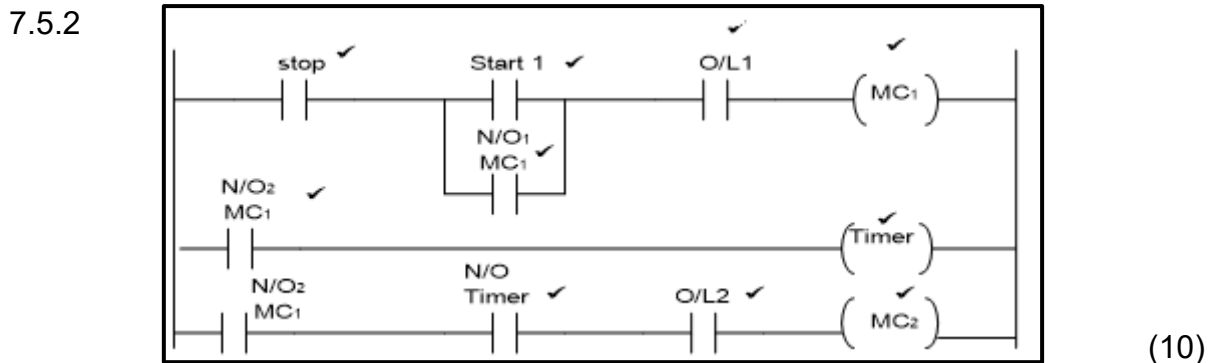 7.5.2
stop ✓ Start 1 ✓ O/L1 ✓ MC₁ ✓
N/O₁
MC₁ ✓
N/O₂ ✓
MC₁
Timer ✓
N/O₂ MC₁
N/O
Timer ✓ O/L2 ✓ MC₂ ✓
(10)